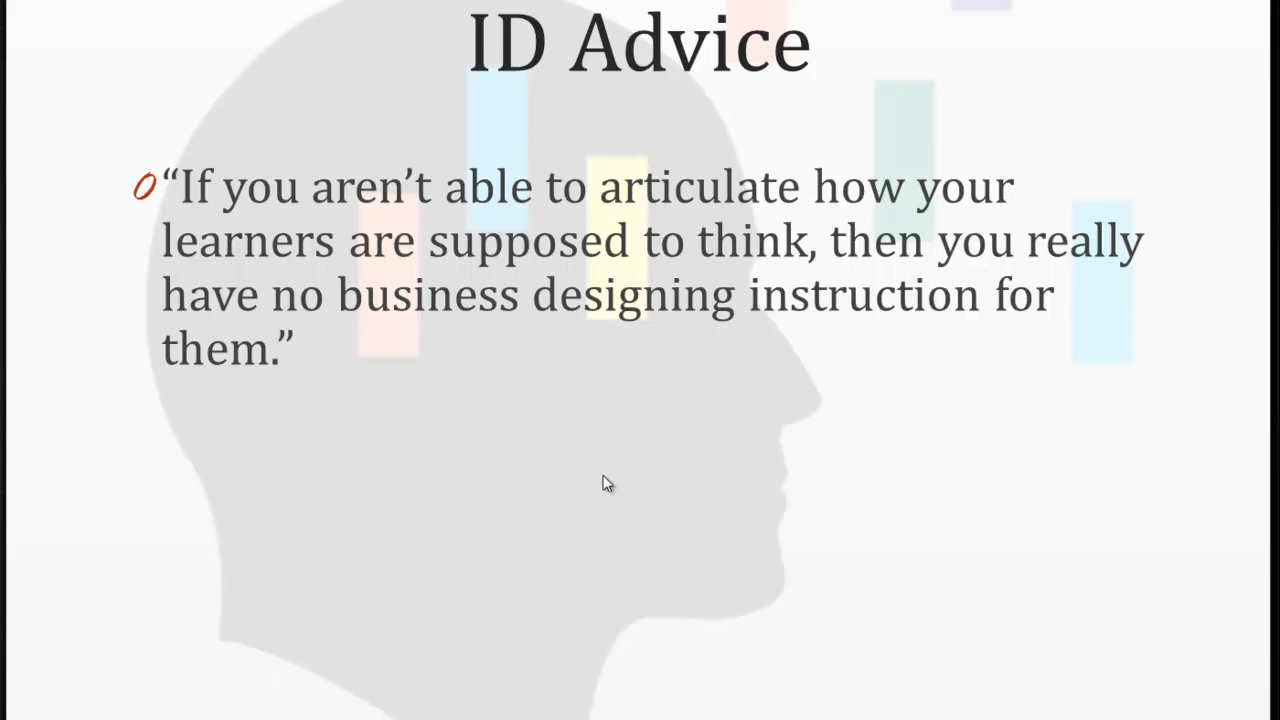 ID Advice
“If you aren’t able to articulate how your
learners are supposed to think, then you really
have no business designing instruction for
them.”